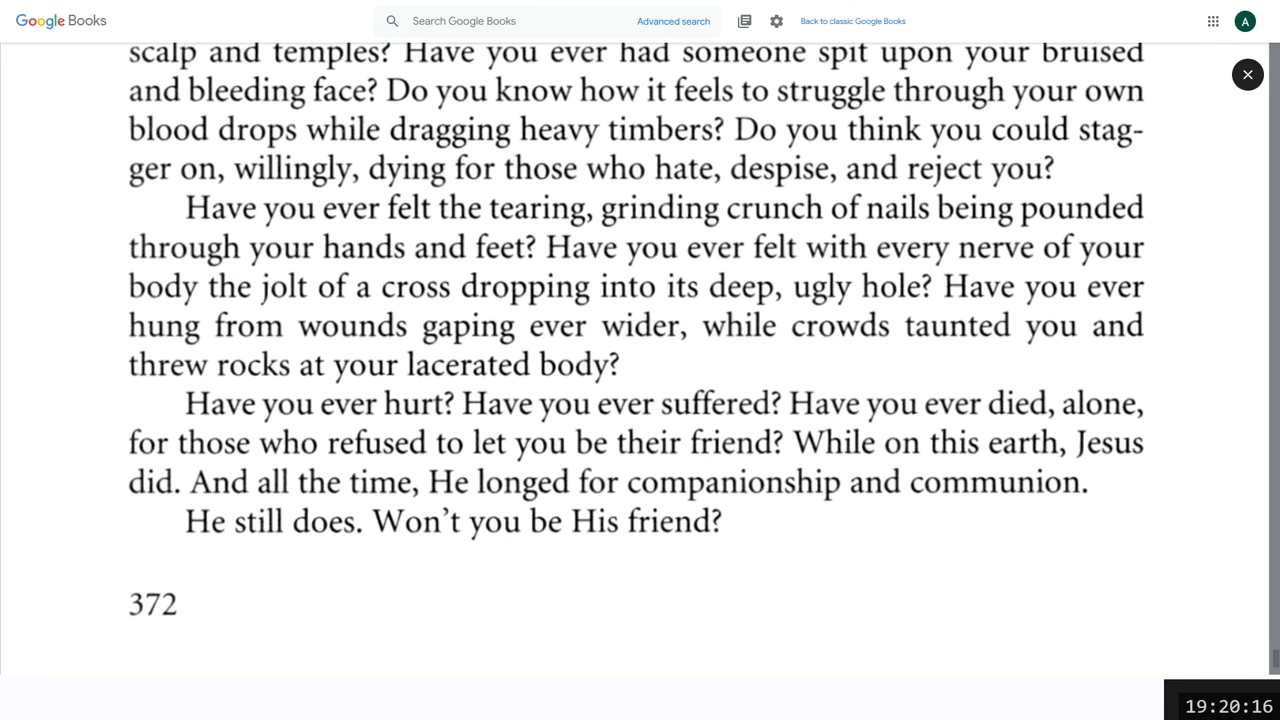 Google Books
Search Google Books
Advanced search
Back to classic Google Books
A
scalp and temples? Have you ever had someone spit upon your bruised
and bleeding face? Do you know how it feels to struggle through your own
blood drops while dragging heavy timbers? Do you think you could stag-
ger on, willingly, dying for those who hate, despise, and reject you?
Have you ever felt the tearing, grinding crunch of nails being pounded
through your hands and feet? Have you ever felt with every nerve of your
body the jolt of a cross dropping into its deep, ugly hole? Have you ever
hung from wounds gaping ever wider, while crowds taunted you and
threw rocks at your lacerated body?
Have you ever hurt? Have you ever suffered? Have you ever died, alone,
for those who refused to let you be their friend? While on this earth, Jesus
did. And all the time, He longed for companionship and communion.
He still does. Won't you be His friend?
372
19:20:16